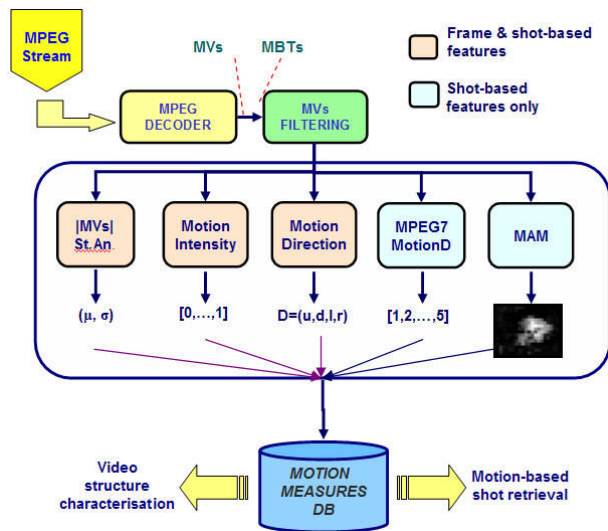 MPEG
Stream
MVs
MBTs
Frame & shot-based
features
Shot-based
features only
MPEG
DECODER
MVs
FILTERING
|MVs|
St.An.
Motion
Intensity
Motion
Direction
MPEG7
MotionD
MAM
(μ, σ)
[0,...,1]
D=(u,d,l,r)
[1,2,...,5]
Video
structure
characterisation
MOTION
MEASURES
DB
Motion-based
shot retrieval